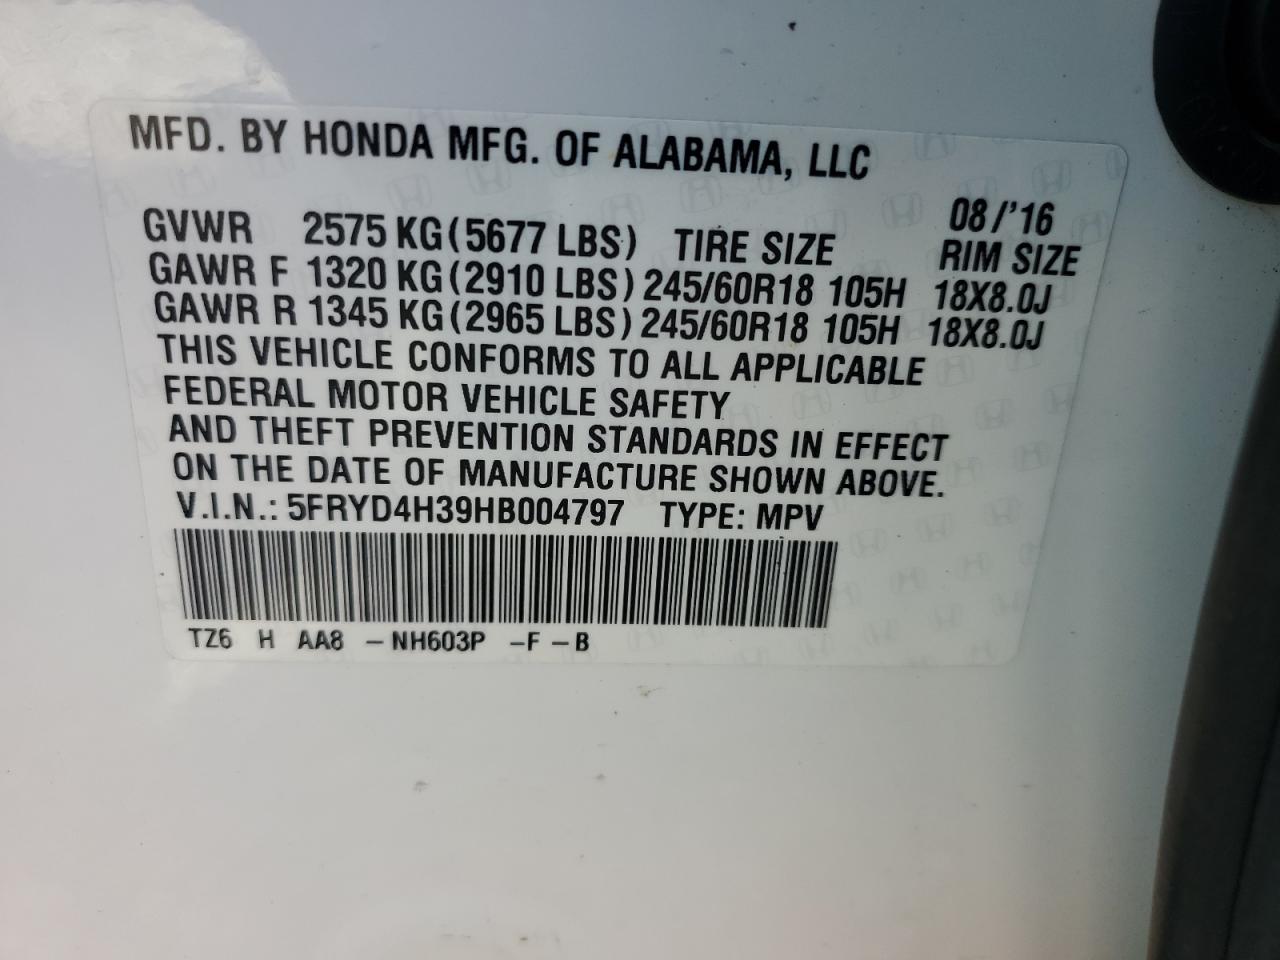 MFD. BY HONDA MFG. OF ALABAMA, LLC
08/'16
GVWR 2575 KG(5677 LBS) TIRE SIZE RIM SIZE
GAWR F 1320 KG(2910 LBS) 245/60R18 105H 18X8.0J
GAWR R 1345 KG(2965 LBS) 245/60R18 105H 18X8.0J
THIS VEHICLE CONFORMS TO ALL APPLICABLE
FEDERAL MOTOR VEHICLE SAFETY
AND THEFT PREVENTION STANDARDS IN EFFECT
ON THE DATE OF MANUFACTURE SHOWN ABOVE.
V.I.N.: 5FRYD4H39HB004797 TYPE: MPV
TZ6 H AA8 -NH603P -F-B